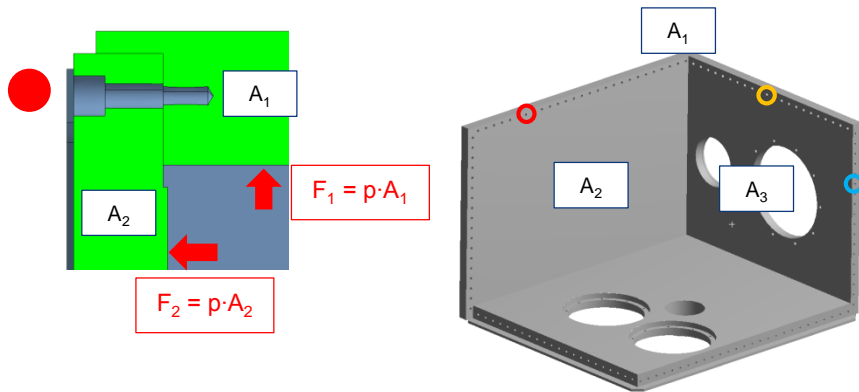 A₁
A₂
F₁ = p·A₁
F₂ = p·A₂
A₁
A₂
A₃